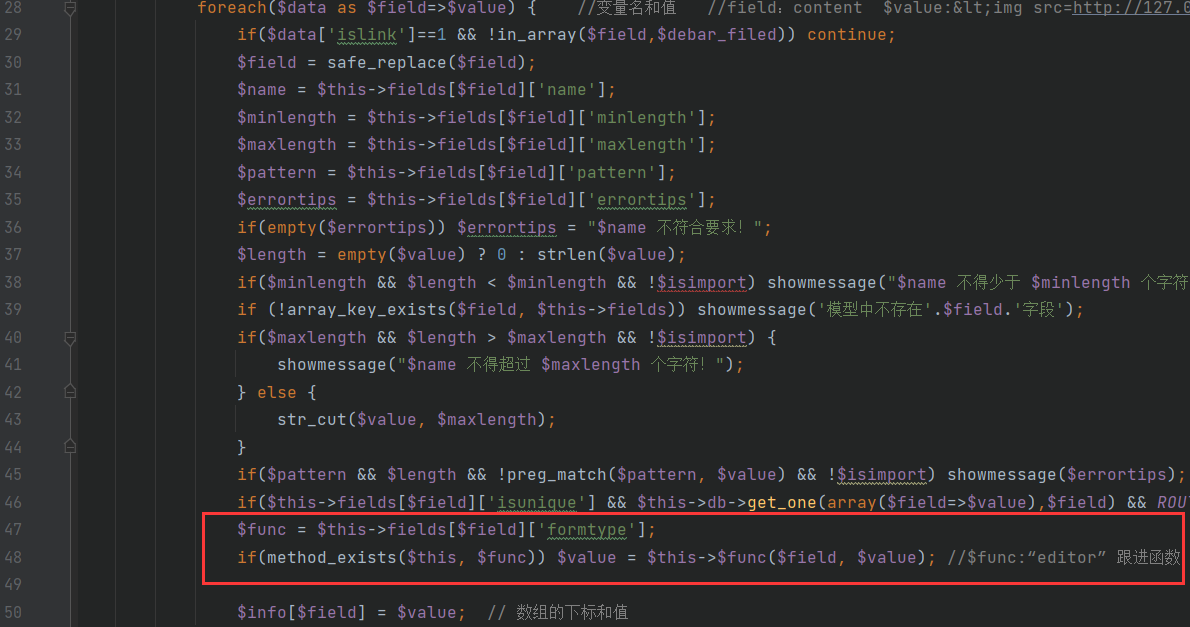 28 foreach($data as $field=>$value) { //变量名和值 //field：content $value:&lt;img src=http://127.0
29 if($data['islink']==1 && !in_array($field,$debar_filed)) continue;
30 $field = safe_replace($field);
31 $name = $this->fields[$field]['name'];
32 $minlength = $this->fields[$field]['minlength'];
33 $maxlength = $this->fields[$field]['maxlength'];
34 $pattern = $this->fields[$field]['pattern'];
35 $errortips = $this->fields[$field]['errortips'];
36 if(empty($errortips)) $errortips = "$name 不符合要求！";
37 $length = empty($value) ? 0 : strlen($value);
38 if($minlength && $length < $minlength && !$isimport) showmessage("$name 不得少于 $minlength 个字符
39 if (!array_key_exists($field, $this->fields)) showmessage('模型中不存在'.$field.'字段');
40 if($maxlength && $length > $maxlength && !$isimport) {
41 showmessage("$name 不得超过 $maxlength 个字符！");
42 } else {
43 str_cut($value, $maxlength);
44 }
45 if($pattern && $length && !preg_match($pattern, $value) && !$isimport) showmessage($errortips);
46 if($this->fields[$field]['isunique'] && $this->db->get_one(array($field=>$value),$field) && ROU
47 $func = $this->fields[$field]['formtype'];
48 if(method_exists($this, $func)) $value = $this->$func($field, $value); //$func:“editor” 跟进函数
49
50 $info[$field] = $value; // 数组的下标和值